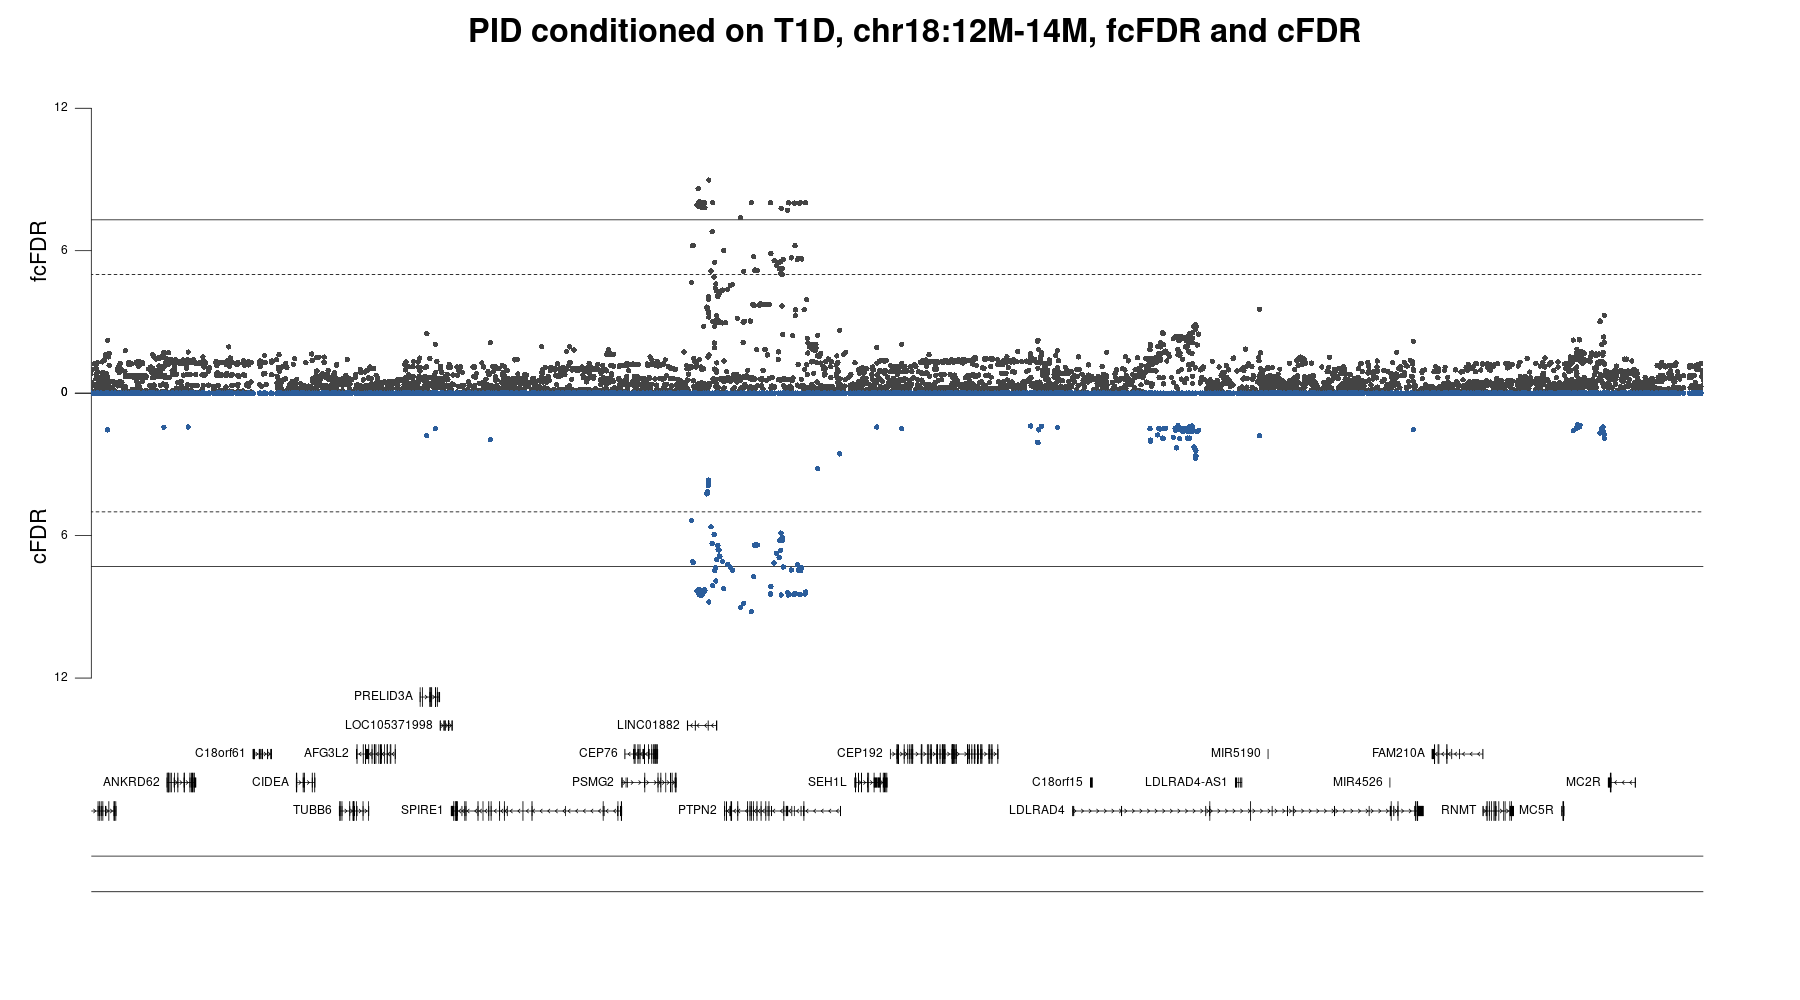 PID conditioned on T1D, chr18:12M-14M, fcFDR and cFDR
12
fcFDR
6
0
cFDR
6
12
PRELID3A
LOC105371998 LINC01882
C18orf61 AFG3L2 CEP76 CEP192 MIR5190 FAM210A
ANKRD62 CIDEA PSMG2 SEH1L C18orf15 LDLRAD4-AS1 MIR4526 MC2R
TUBB6 SPIRE1 PTPN2 LDLRAD4 RNMT MC5R